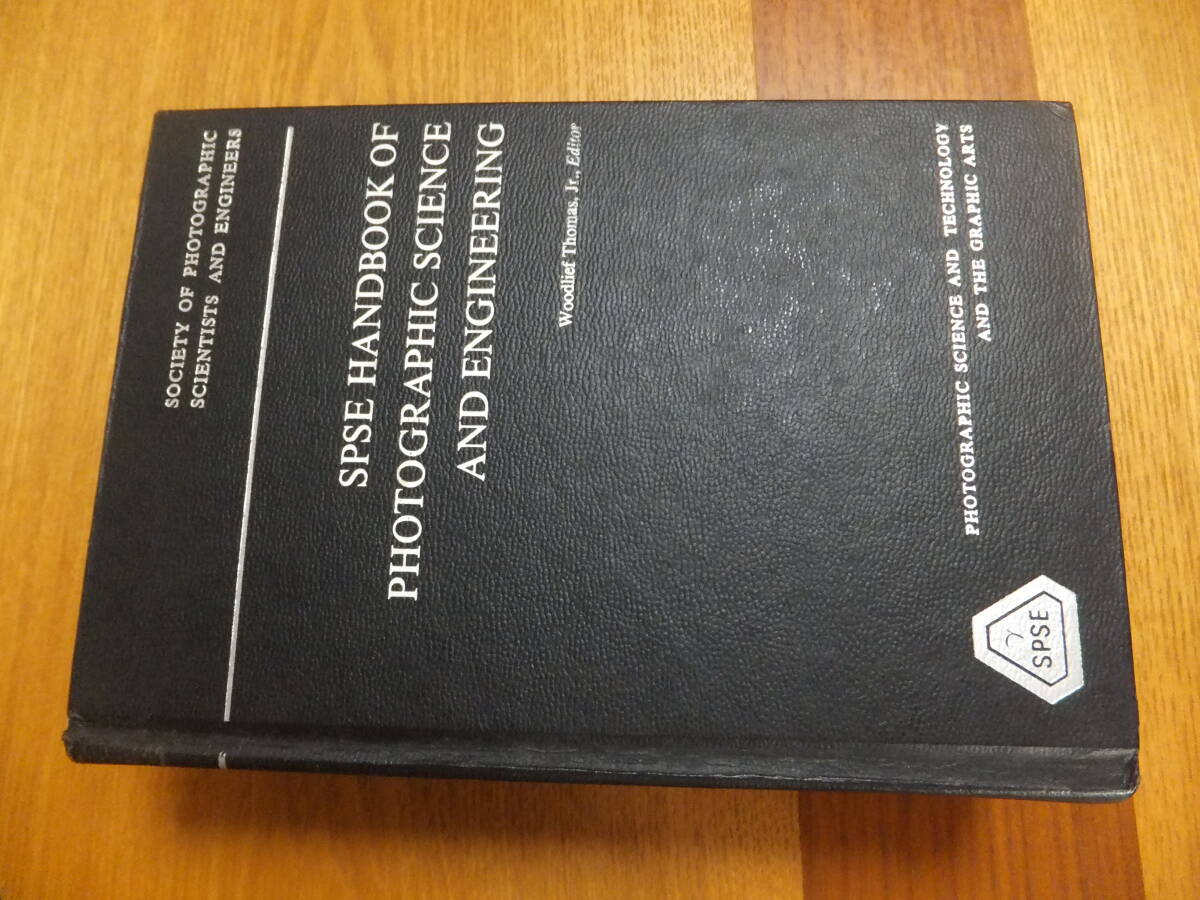 SOCIETY OF PHOTOGRAPHIC
SCIENTISTS AND ENGINEERS
SPSE HANDBOOK OF
PHOTOGRAPHIC SCIENCE
AND ENGINEERING
Woodlief Thomas, Jr., Editor
γ
SPSE
PHOTOGRAPHIC SCIENCE AND TECHNOLOGY
AND THE GRAPHIC ARTS